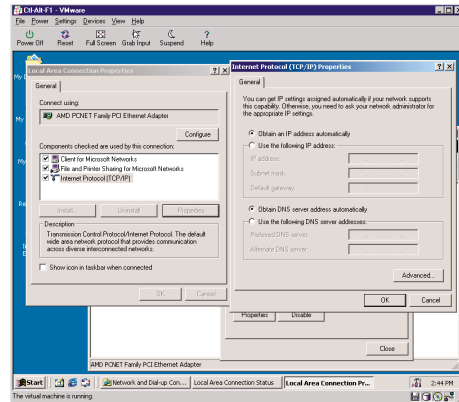 Ctl-Alt-F1 - VMware
File Power Settings Devices View Help
Power Off Reset Full Screen Grab Input Suspend Help
Local Area Connection Properties
General
Connect using:
AMD PCNET Family PCI Ethernet Adapter
Configure
Components checked are used by this connection:
Client for Microsoft Networks
File and Printer Sharing for Microsoft Networks
Internet Protocol (TCP/IP)
Install... Uninstall Properties
Description
Transmission Control Protocol/Internet Protocol. The default
wide area network protocol that provides communication
across diverse interconnected networks.
Show icon in taskbar when connected
OK Cancel
Internet Protocol (TCP/IP) Properties
General
You can get IP settings assigned automatically if your network supports
this capability. Otherwise, you need to ask your network administrator for
the appropriate IP settings.
Obtain an IP address automatically
Use the following IP address:
IP address:
Subnet mask:
Default gateway:
Obtain DNS server address automatically
Use the following DNS server addresses:
Preferred DNS server:
Alternate DNS server:
Advanced...
OK Cancel
Properties Disable
Close
AMD PCNET Family PCI Ethernet Adapter
Start Network and Dial-up Con... Local Area Connection Status Local Area Connection Pr... 2:44 PM
The virtual machine is running.